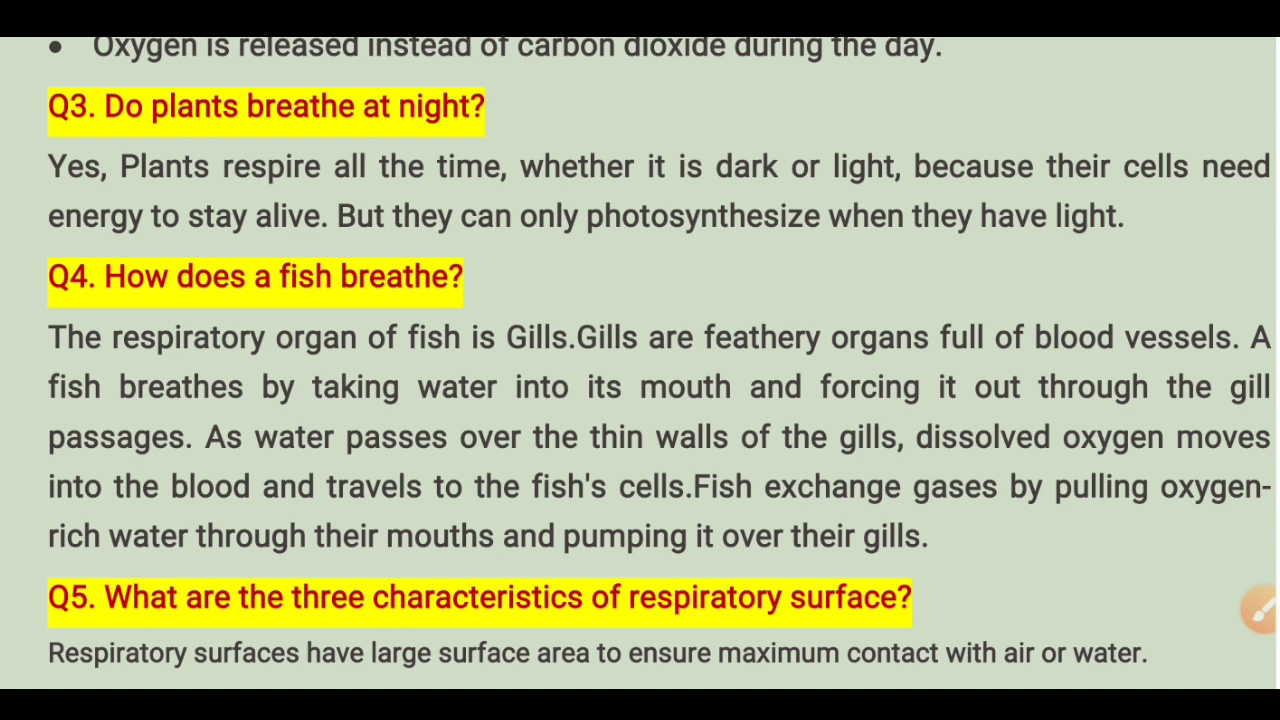 • Oxygen is released instead of carbon dioxide during the day.
Q3. Do plants breathe at night?
Yes, Plants respire all the time, whether it is dark or light, because their cells need
energy to stay alive. But they can only photosynthesize when they have light.
Q4. How does a fish breathe?
The respiratory organ of fish is Gills.Gills are feathery organs full of blood vessels. A
fish breathes by taking water into its mouth and forcing it out through the gill
passages. As water passes over the thin walls of the gills, dissolved oxygen moves
into the blood and travels to the fish's cells.Fish exchange gases by pulling oxygen-
rich water through their mouths and pumping it over their gills.
Q5. What are the three characteristics of respiratory surface?
Respiratory surfaces have large surface area to ensure maximum contact with air or water.